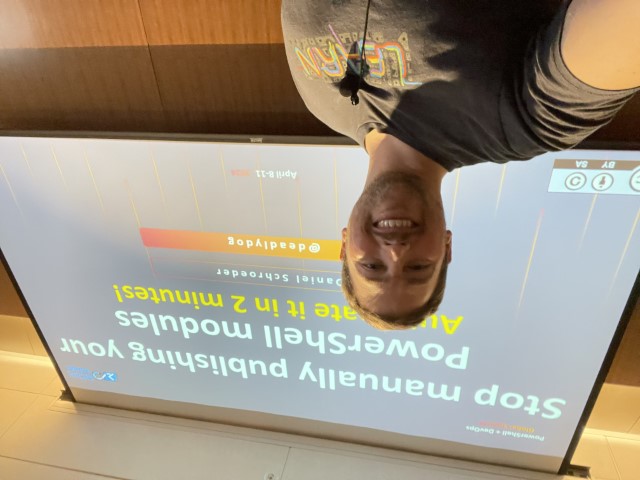 PowerShell + DevOps
Stop manually publishing your
PowerShell modules
it in 2 minutes!
Daniel Schroeder
@deadlydog
April 8-11
BY SA
LEARN